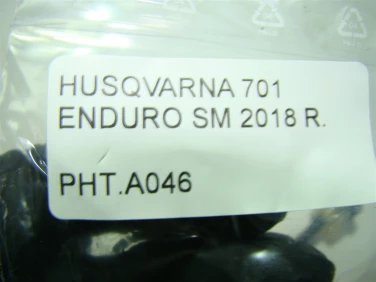 HUSQVARNA 701
ENDURO SM 2018 R.
PHT.A046